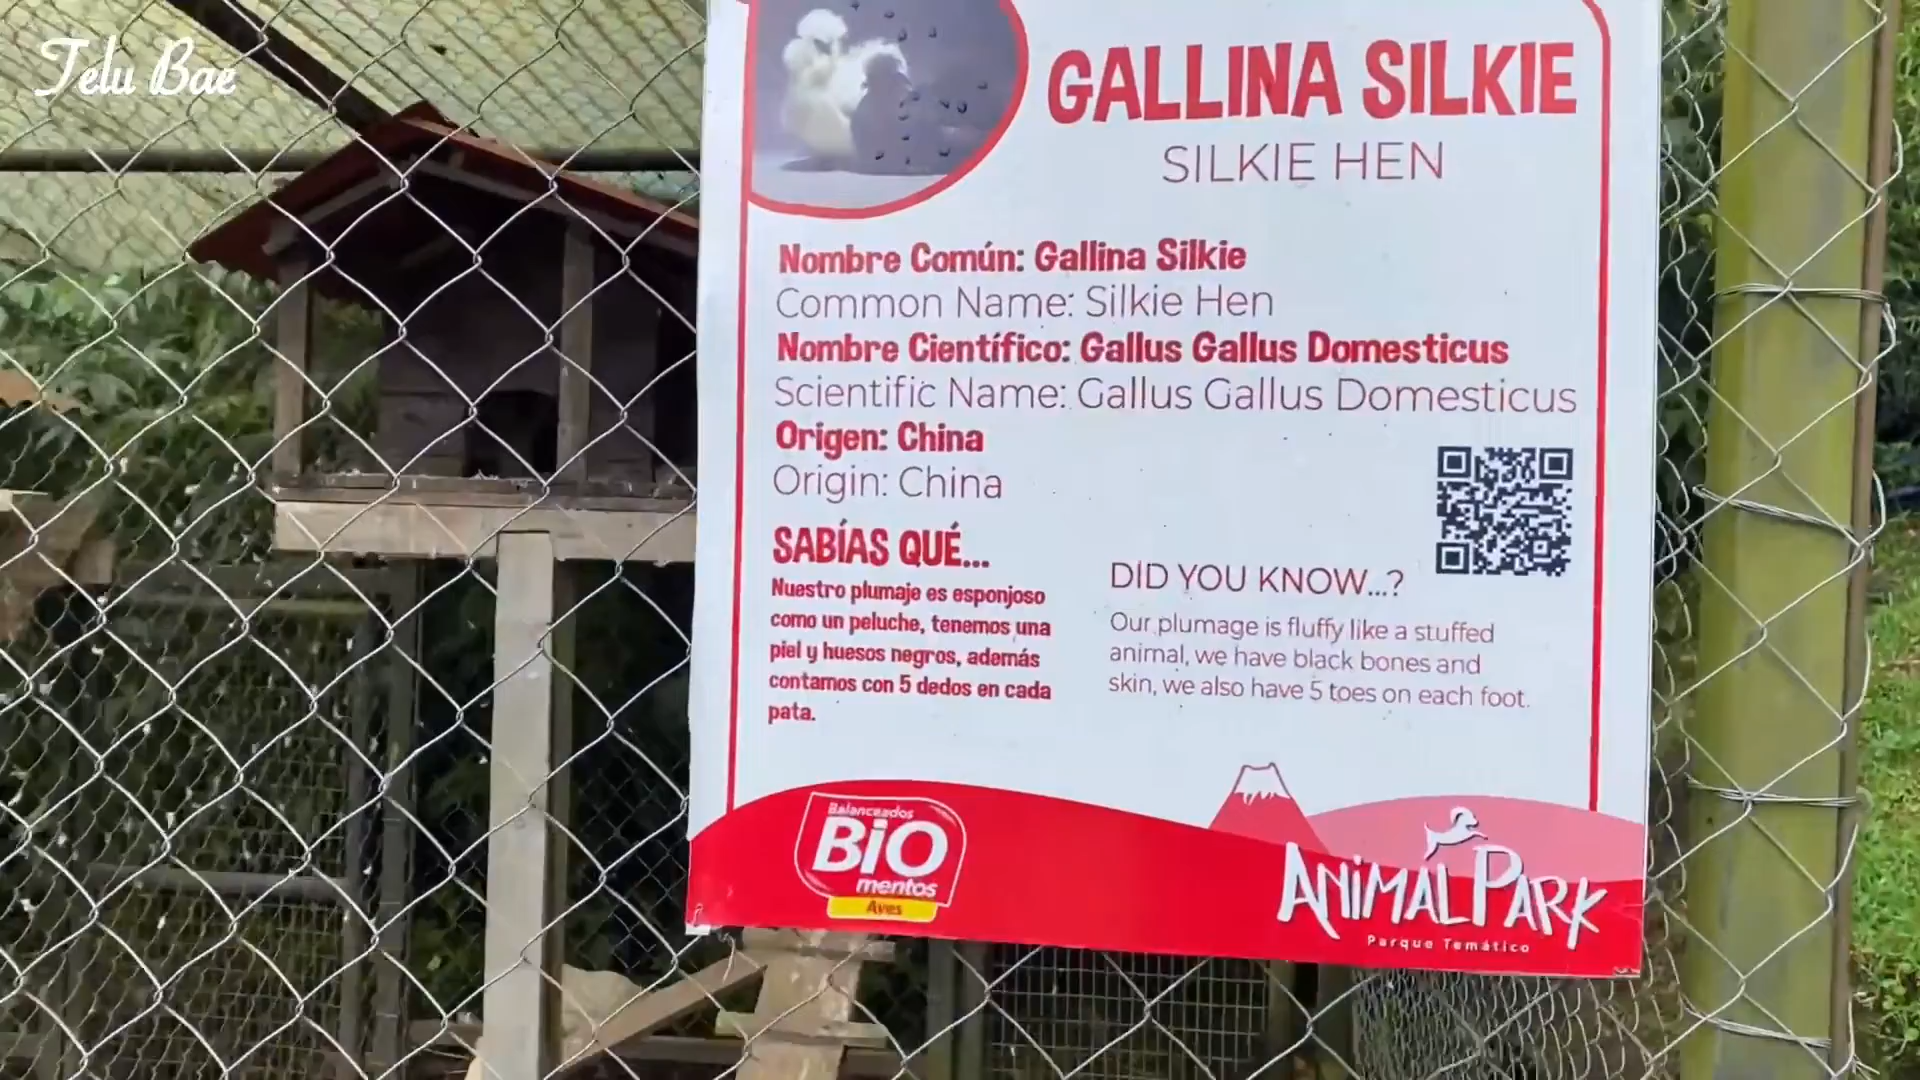 Telu Bae
GALLINA SILKIE
SILKIE HEN
Nombre Común: Gallina Silkie
Common Name: Silkie Hen
Nombre Científico: Gallus Gallus Domesticus
Scientific Name: Gallus Gallus Domesticus
Origen: China
Origin: China
SABÍAS QUÉ...
Nuestro plumaje es esponjoso
como un peluche, tenemos una
piel y huesos negros, además
contamos con 5 dedos en cada
pata.
DID YOU KNOW...?
Our plumage is fluffy like a stuffed
animal, we have black bones and
skin, we also have 5 toes on each foot.
Balanceados
BiO
mentos
Aves
ANiMAL PARK
Parque Temático